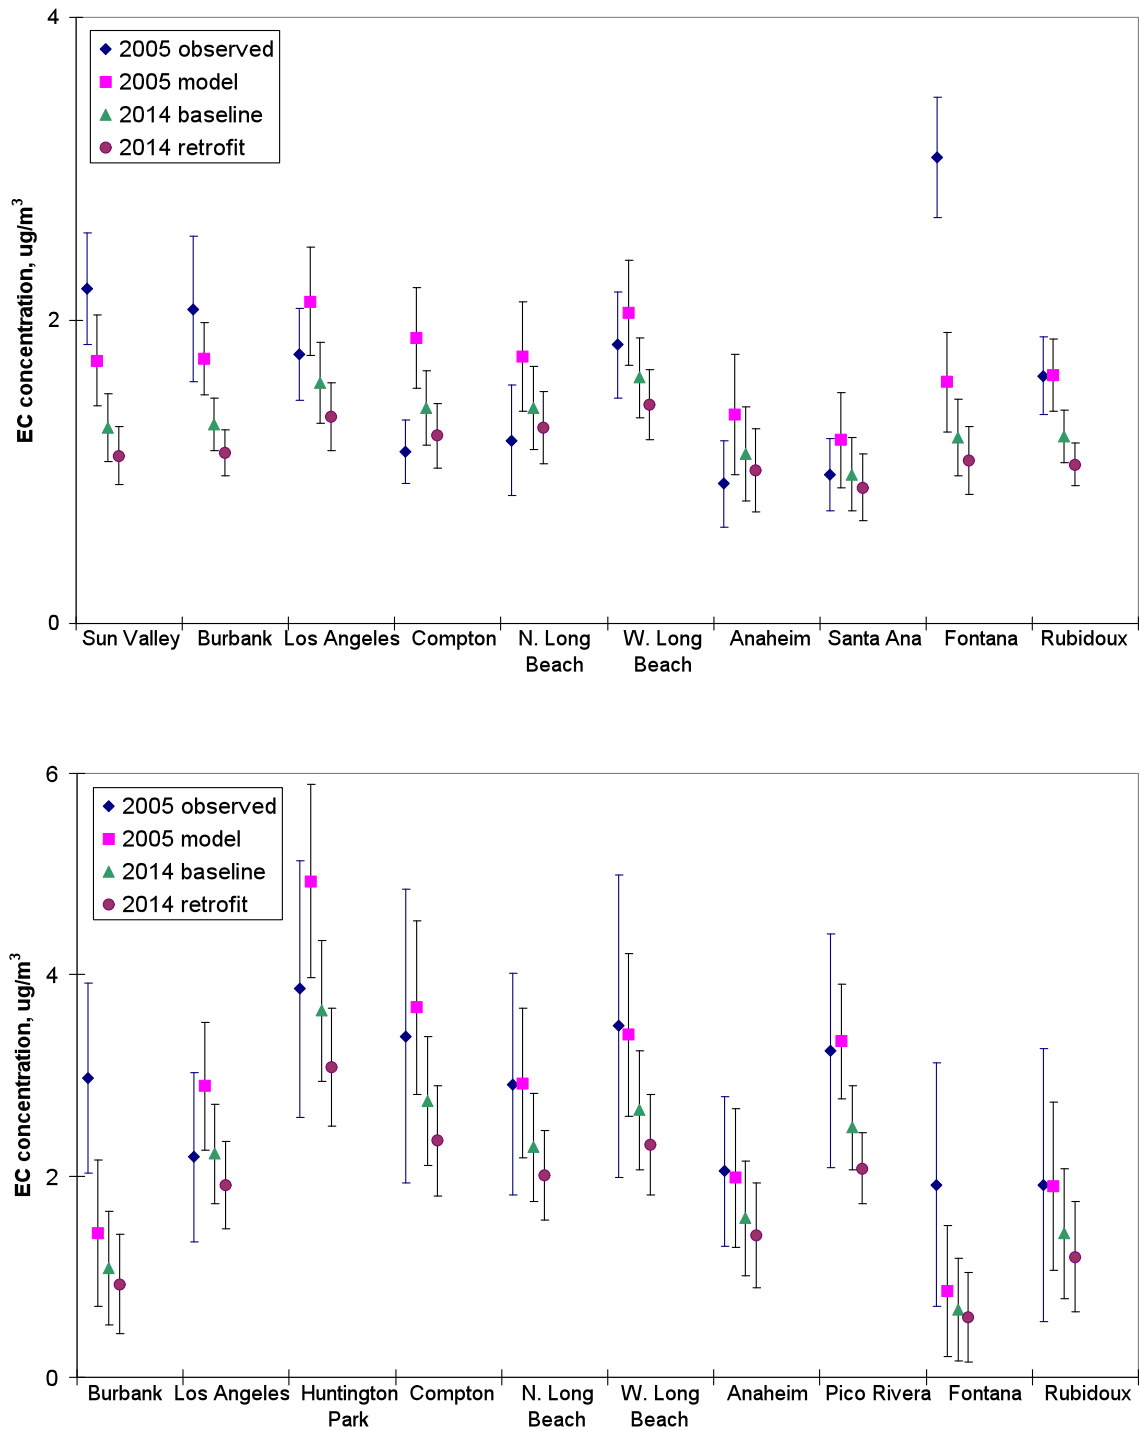 4
2005 observed
2005 model
2014 baseline
2014 retrofit
EC concentration, ug/m³
2
0
Sun Valley Burbank Los Angeles Compton N. Long Beach W. Long Beach Anaheim Santa Ana Fontana Rubidoux
6
2005 observed
2005 model
2014 baseline
2014 retrofit
4
EC concentration, ug/m³
2
0
Burbank Los Angeles Huntington Park Compton N. Long Beach W. Long Beach Anaheim Pico Rivera Fontana Rubidoux